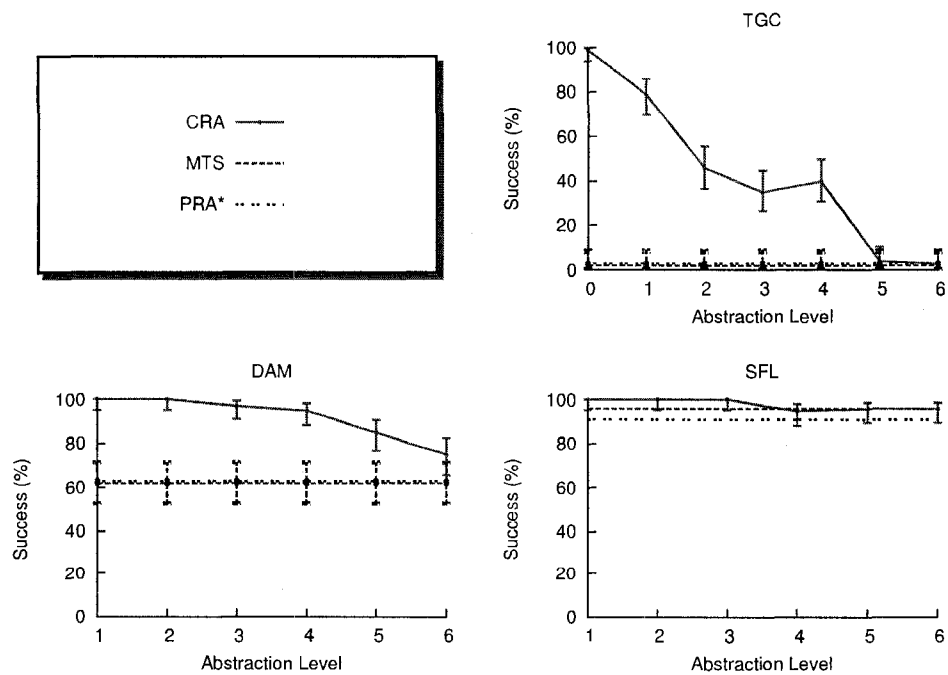 CRA
MTS
PRA*
TGC
Success (%)
100
80
60
40
20
0
0 1 2 3 4 5 6
Abstraction Level
DAM
Success (%)
100
80
60
40
20
0
1 2 3 4 5 6
Abstraction Level
SFL
Success (%)
100
80
60
40
20
0
1 2 3 4 5 6
Abstraction Level